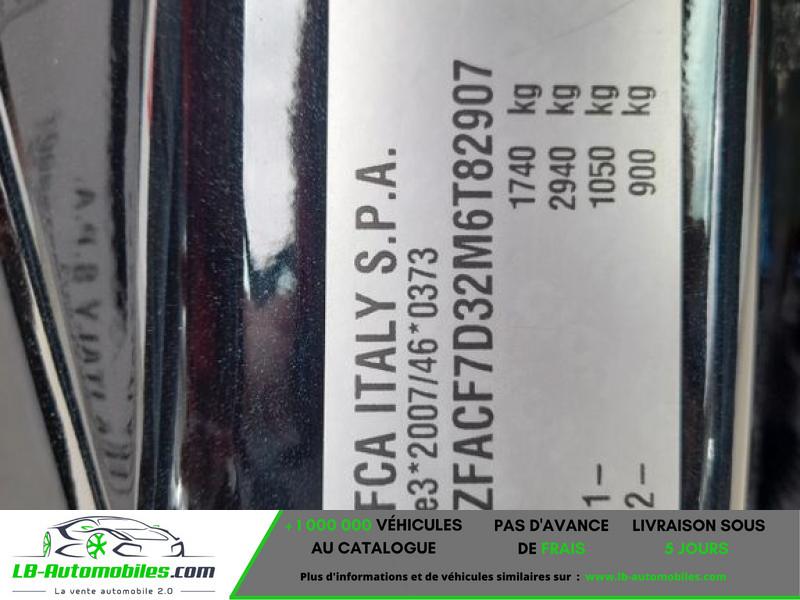 FCA ITALY S.P.A.
e3*2007/46*0373
ZFACF7D32M6T82907
1740 kg
2940 kg
1 – 1050 kg
2 – 900 kg
LB-Automobiles.com
La vente automobile 2.0
+1 000 000 VÉHICULES
AU CATALOGUE
PAS D'AVANCE
DE FRAIS
LIVRAISON SOUS
5 JOURS
Plus d'informations et de véhicules similaires sur : www.lb-automobiles.com